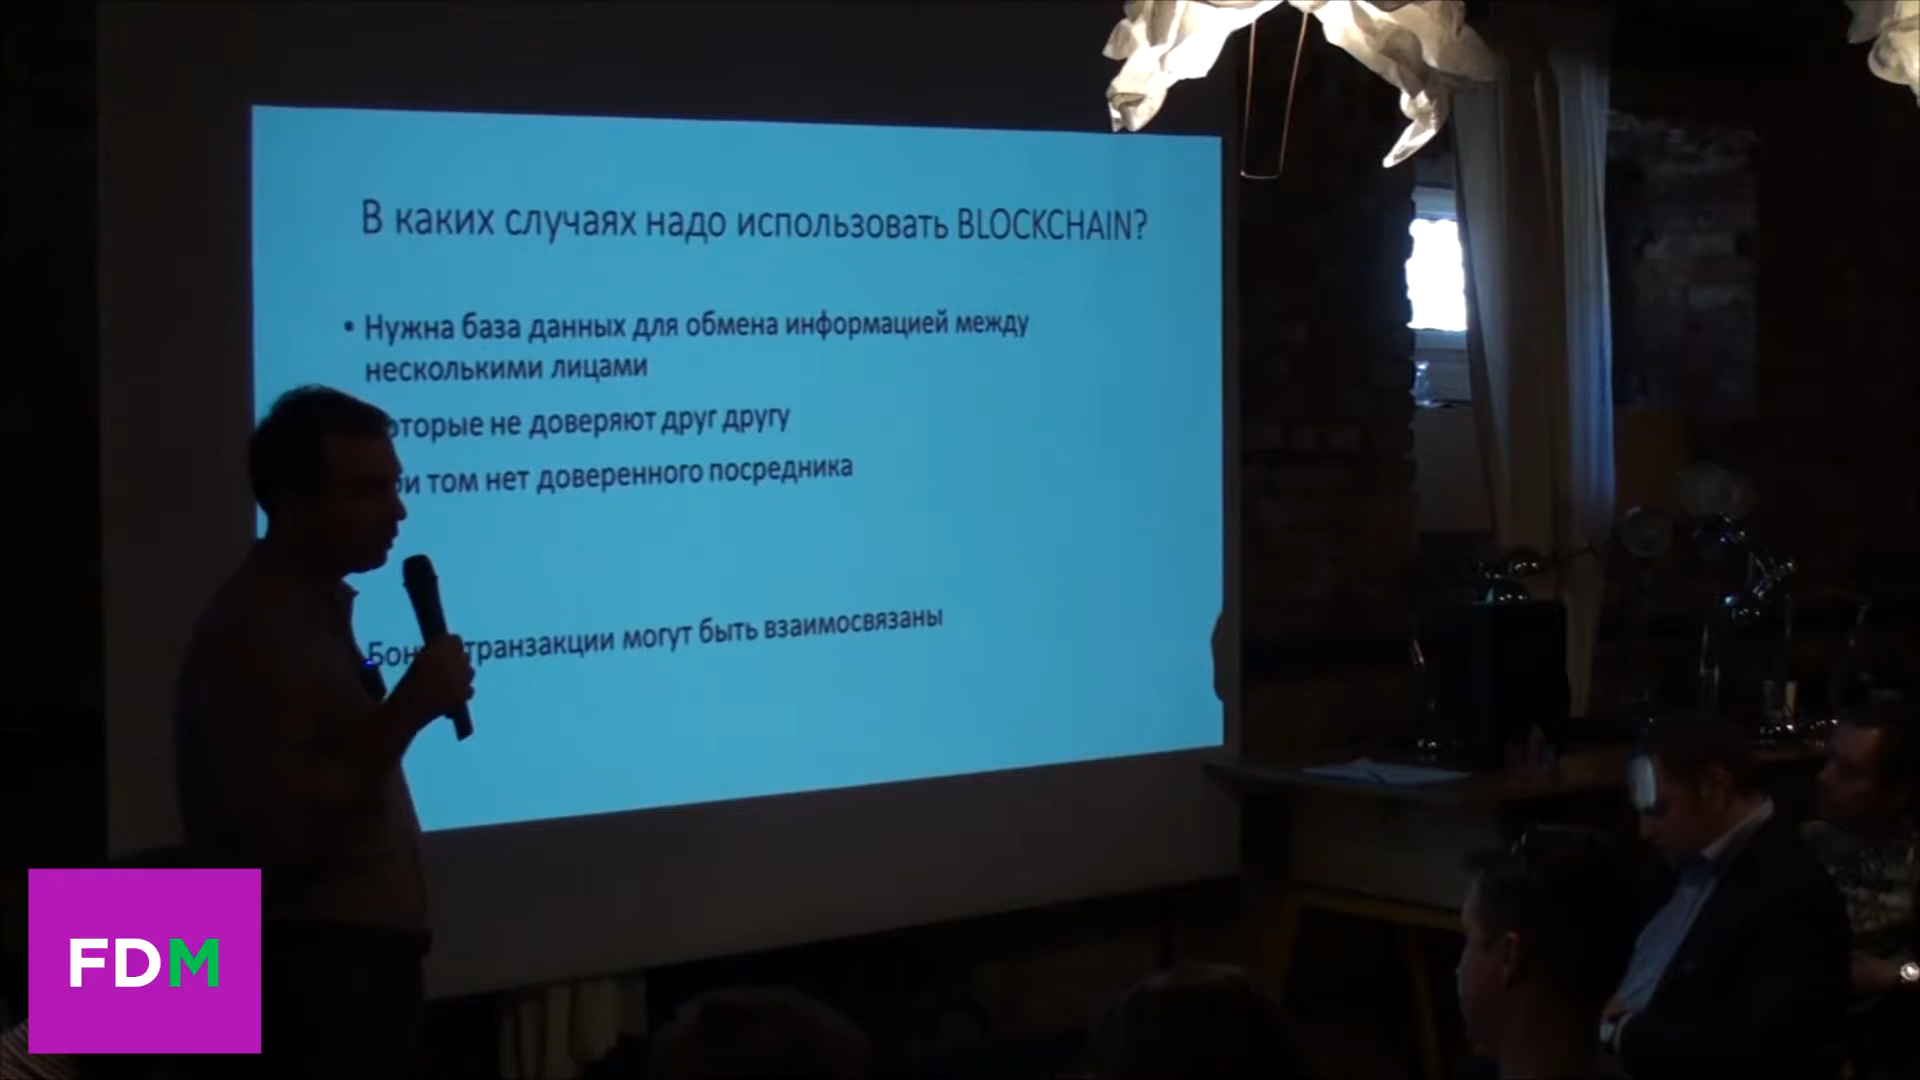 В каких случаях надо использовать BLOCKCHAIN?
• Нужна база данных для обмена информацией между
несколькими лицами
не доверяют друг другу
том нет доверенного посредника
транзакции могут быть взаимосвязаны
FDM